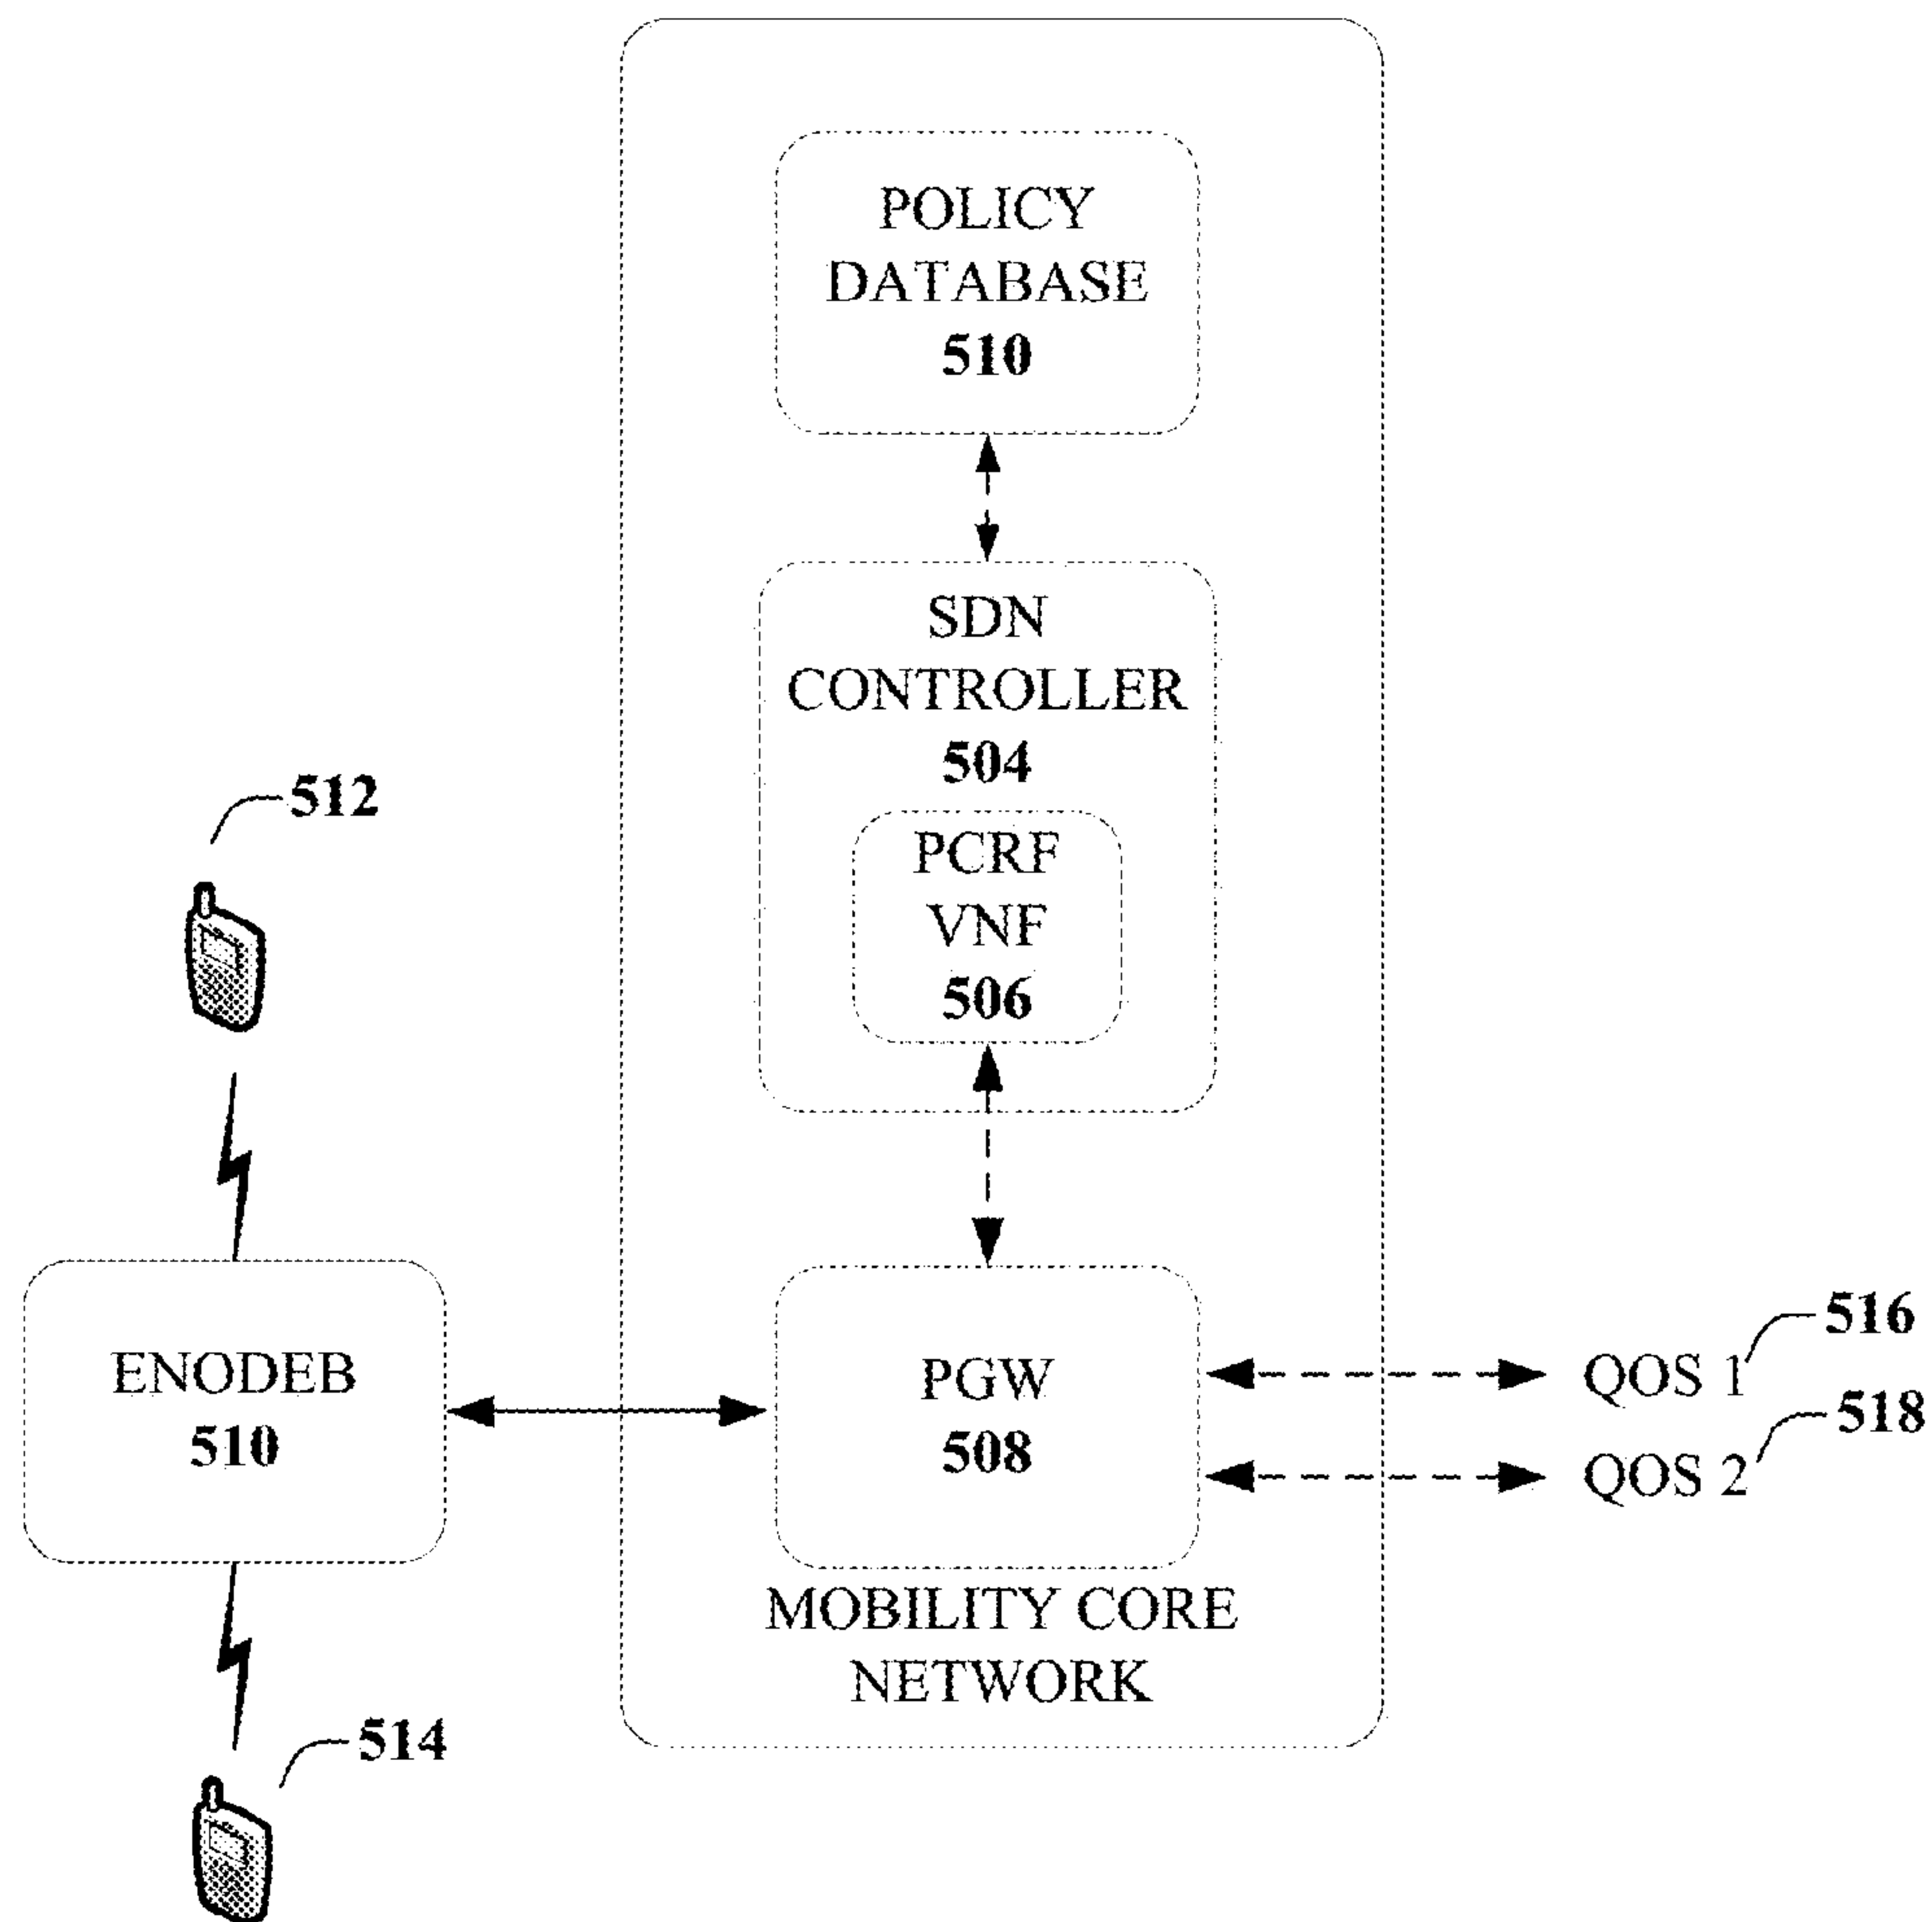 POLICY
DATABASE
510
SDN
CONTROLLER
504
PCRF
VNF
506
512
ENODEB
510
PGW
508
516
QOS 1
518
QOS 2
MOBILITY CORE
NETWORK
514